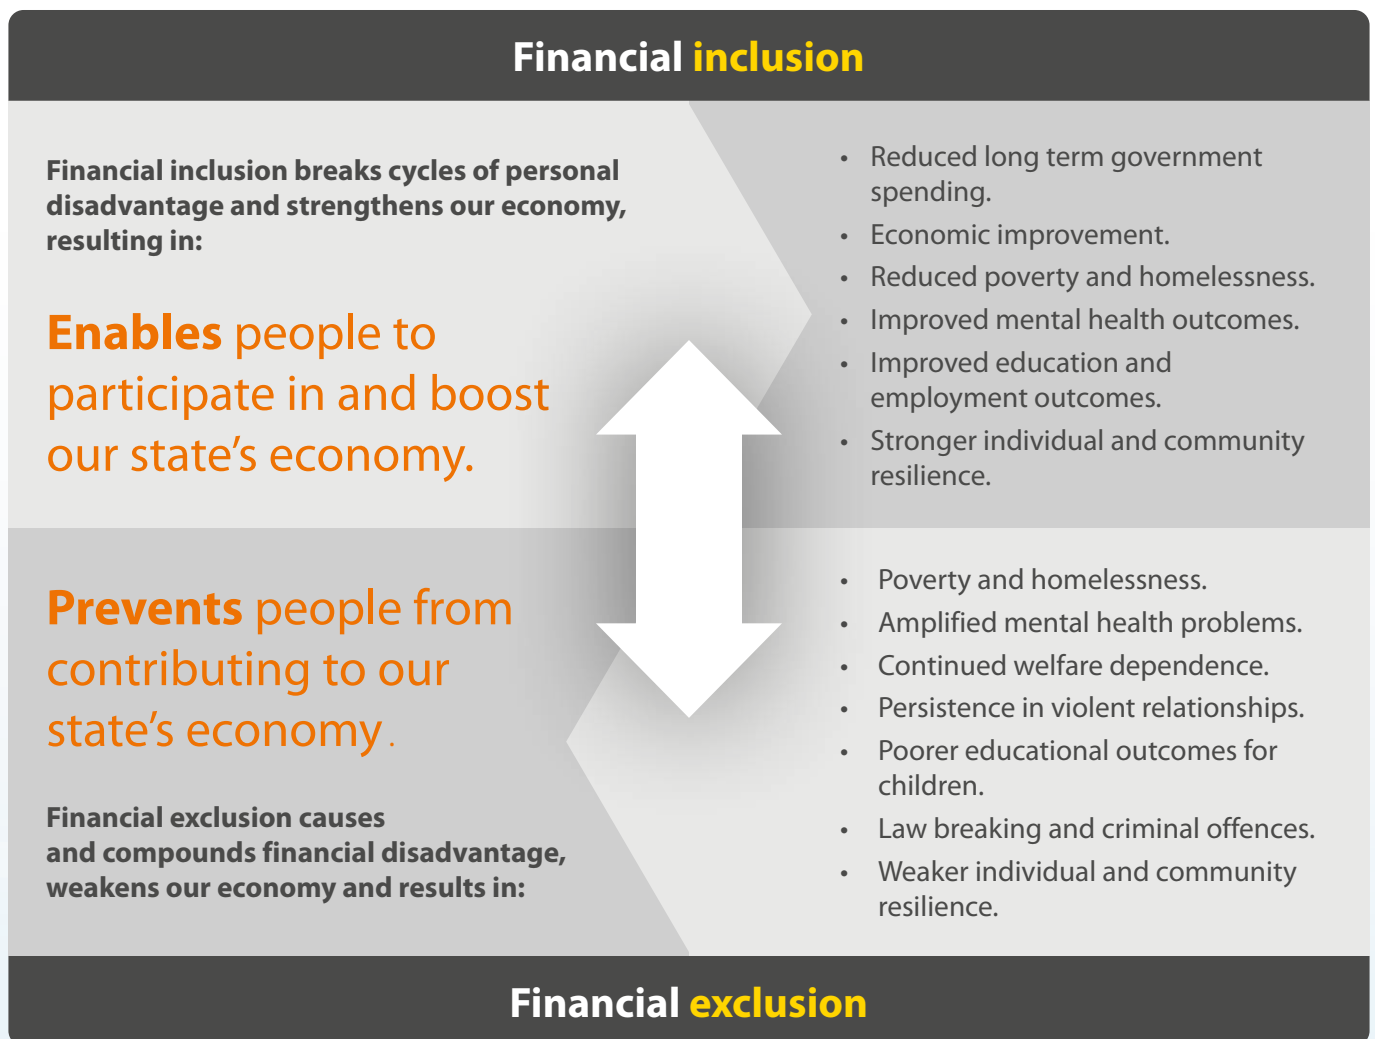 Financial inclusion
Financial inclusion breaks cycles of personal
disadvantage and strengthens our economy,
resulting in:
Enables people to
participate in and boost
our state's economy.
• Reduced long term government
spending.
• Economic improvement.
• Reduced poverty and homelessness.
• Improved mental health outcomes.
• Improved education and
employment outcomes.
• Stronger individual and community
resilience.
Prevents people from
contributing to our
state's economy.
Financial exclusion causes
and compounds financial disadvantage,
weakens our economy and results in:
• Poverty and homelessness.
• Amplified mental health problems.
• Continued welfare dependence.
• Persistence in violent relationships.
• Poorer educational outcomes for
children.
• Law breaking and criminal offences.
• Weaker individual and community
resilience.
Financial exclusion